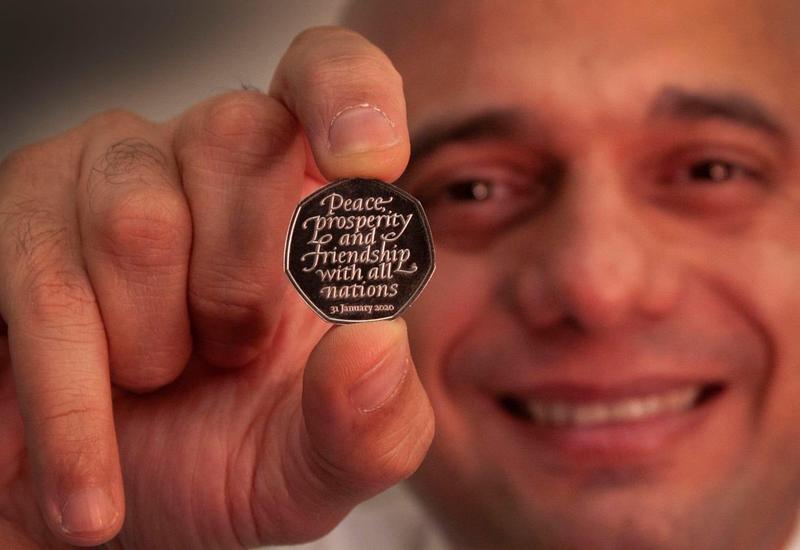 Peace,
prosperity
and
friendship
with all
nations
31 January 2020